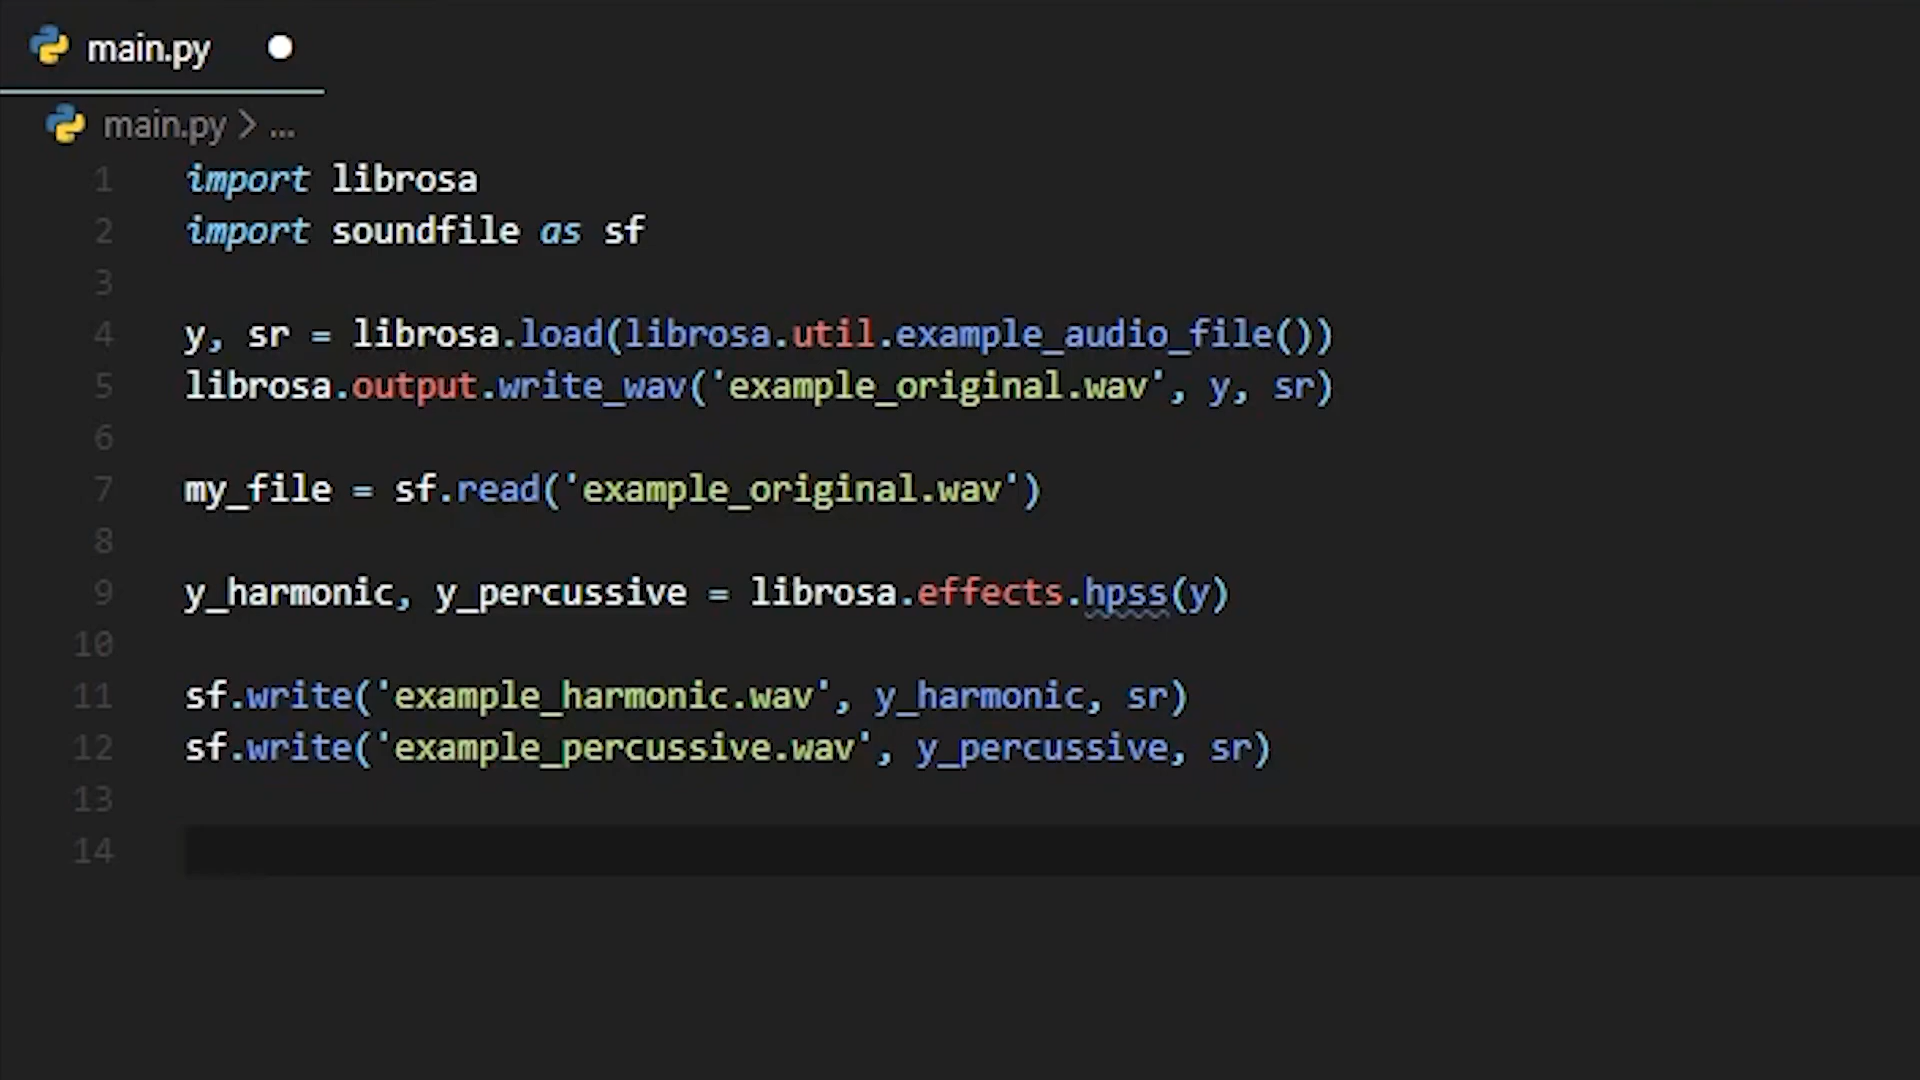 main.py
main.py > ...
1 import librosa
2 import soundfile as sf
3
4 y, sr = librosa.load(librosa.util.example_audio_file())
5 librosa.output.write_wav('example_original.wav', y, sr)
6
7 my_file = sf.read('example_original.wav')
8
9 y_harmonic, y_percussive = librosa.effects.hpss(y)
10
11 sf.write('example_harmonic.wav', y_harmonic, sr)
12 sf.write('example_percussive.wav', y_percussive, sr)
13
14